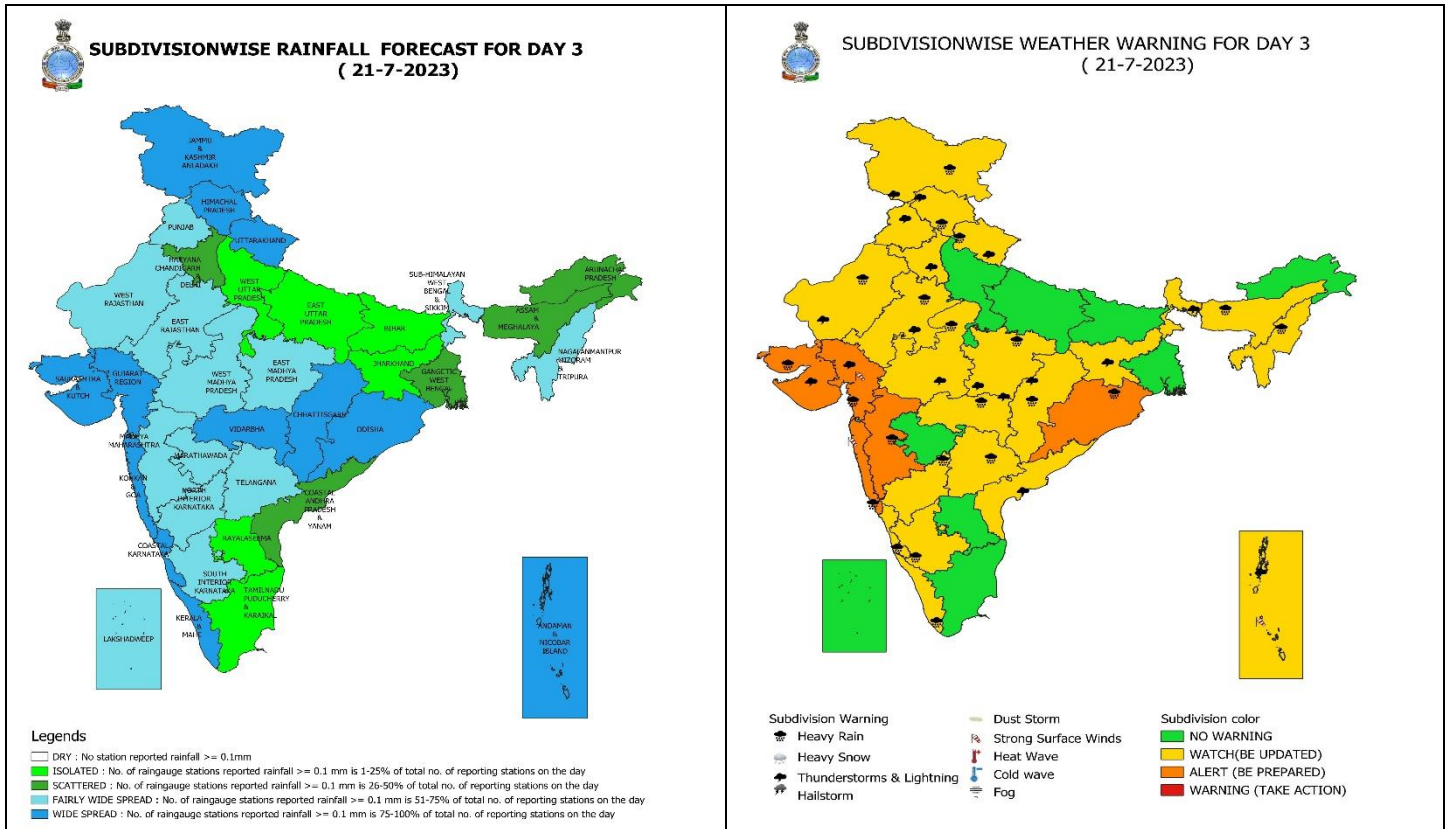 SUBDIVISIONWISE RAINFALL FORECAST FOR DAY 3
( 21-7-2023)
JAMMU
&
KASHMIR
ANLADAKH
HIMACHAL
PRADESH
PUNJAB
UTTARAKHAND
HARYANA
CHANDIGARH
&
DELHI
WEST
UTTAR
PRADESH
WEST
RAJASTHAN
EAST
RAJASTHAN
EAST
UTTAR
PRADESH
BIHAR
SUB-HIMALAYAN
WEST
BENGAL
&
SIKKIM
ARUNACHAL
PRADESH
ASSAM
&
MEGHALAYA
NAGALANMANTPUR
MIZORAM
&
TRIPURA
JHARKHAND
GANGETIC
WEST
BENGAL
SAURASHTRA
&
KUTCH
GUJARAT
REGION
WEST
MADHYA
PRADESH
EAST
MADHYA
PRADESH
CHHATTISGARH
ODISHA
VIDARBHA
MADHYA
MAHARASHTRA
MARATHAWADA
KONKAN
&
GOA
NORTH
INTERIOR
KARNATAKA
TELANGANA
COASTAL
ANDHRA
PRADESH
&
YANAM
RAYALASEEMA
COASTAL
KARNATAKA
SOUTH
INTERIOR
KARNATAKA
TAMILNADU
PUDUCHERRY
&
KARAIKAL
KERALA
&
MAHE
LAKSHADWEEP
ANDAMAN
&
NICOBAR
ISLAND
Legends
DRY : No station reported rainfall >= 0.1mm
ISOLATED : No. of raingauge stations reported rainfall >= 0.1 mm is 1-25% of total no. of reporting stations on the day
SCATTERED : No. of raingauge stations reported rainfall >= 0.1 mm is 26-50% of total no. of reporting stations on the day
FAIRLY WIDE SPREAD : No. of raingauge stations reported rainfall >= 0.1 mm is 51-75% of total no. of reporting stations on the day
WIDE SPREAD : No. of raingauge stations reported rainfall >= 0.1 mm is 75-100% of total no. of reporting stations on the day
SUBDIVISIONWISE WEATHER WARNING FOR DAY 3
( 21-7-2023)
Subdivision Warning
Heavy Rain
Heavy Snow
Thunderstorms & Lightning
Hailstorm
Dust Storm
Strong Surface Winds
Heat Wave
Cold wave
Fog
Subdivision color
NO WARNING
WATCH(BE UPDATED)
ALERT (BE PREPARED)
WARNING (TAKE ACTION)